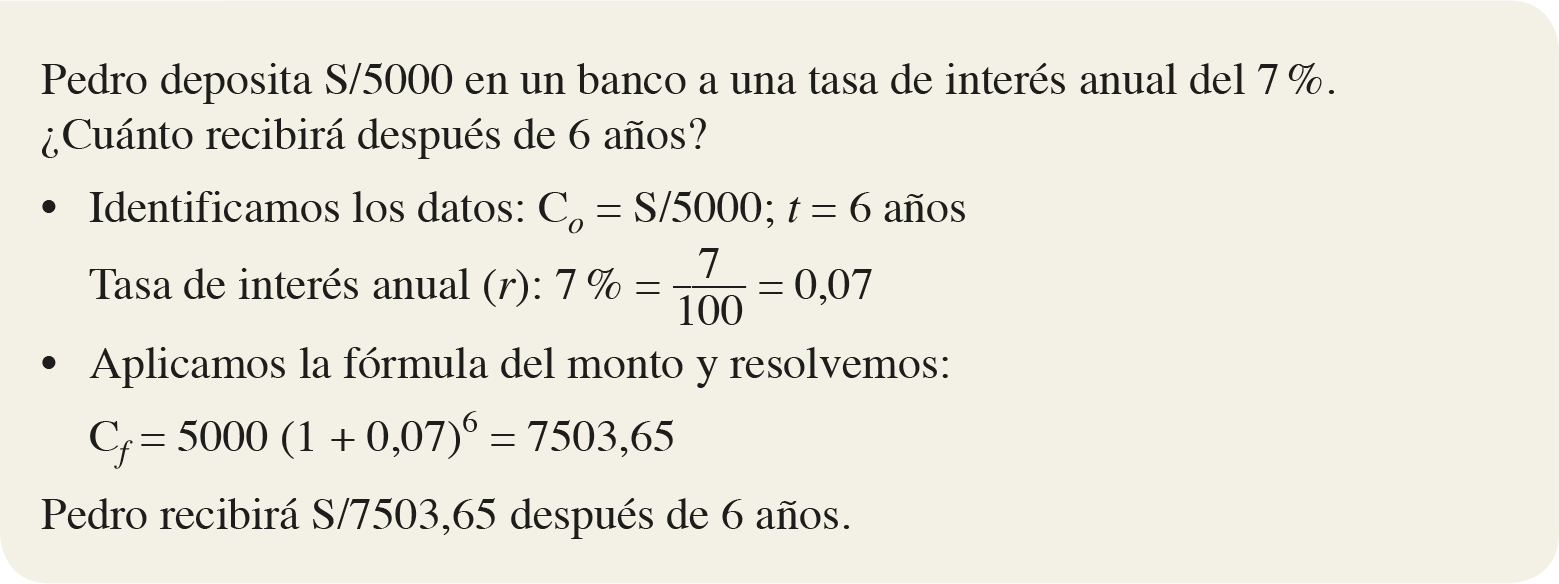 Pedro deposita S/5000 en un banco a una tasa de interés anual del 7 %.
¿Cuánto recibirá después de 6 años?
• Identificamos los datos: C_o = S/5000; t = 6 años
Tasa de interés anual (r): 7 % = 7/100 = 0,07
• Aplicamos la fórmula del monto y resolvemos:
C_f = 5000 (1 + 0,07)^6 = 7503,65
Pedro recibirá S/7503,65 después de 6 años.